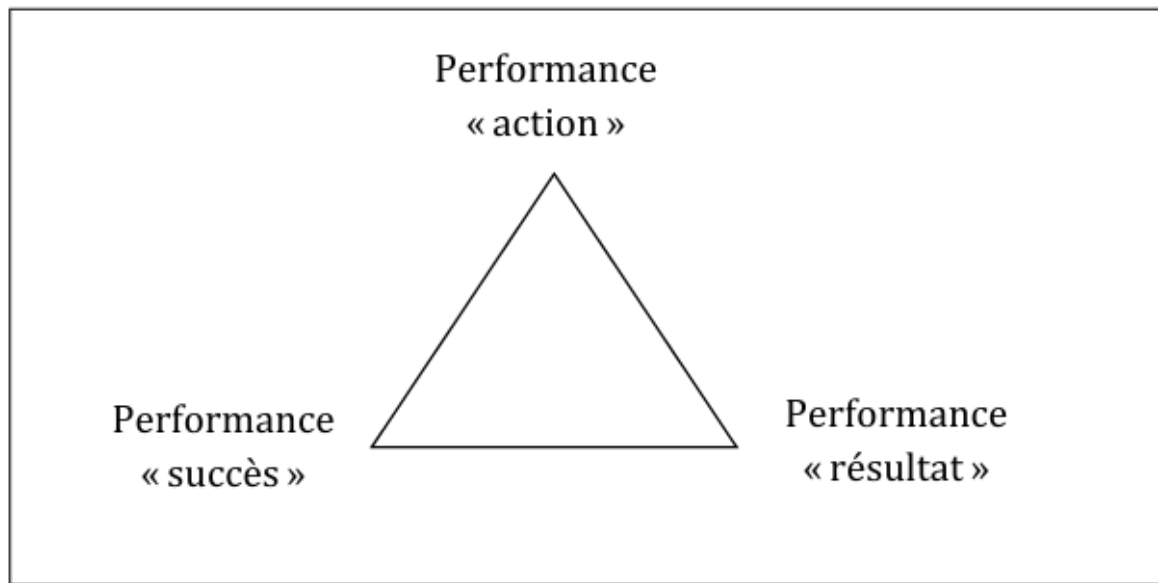 Performance
« action »
Performance
« succès »
Performance
« résultat »